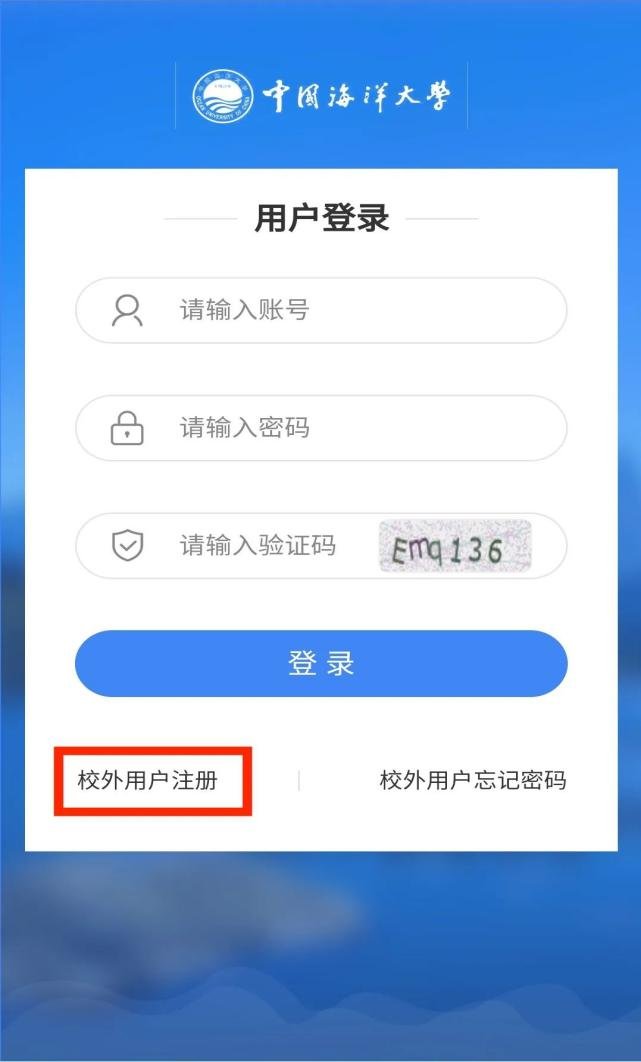 中国海洋大學
用户登录
请输入账号
请输入密码
请输入验证码 Emq136
登 录
校外用户注册 | 校外用户忘记密码